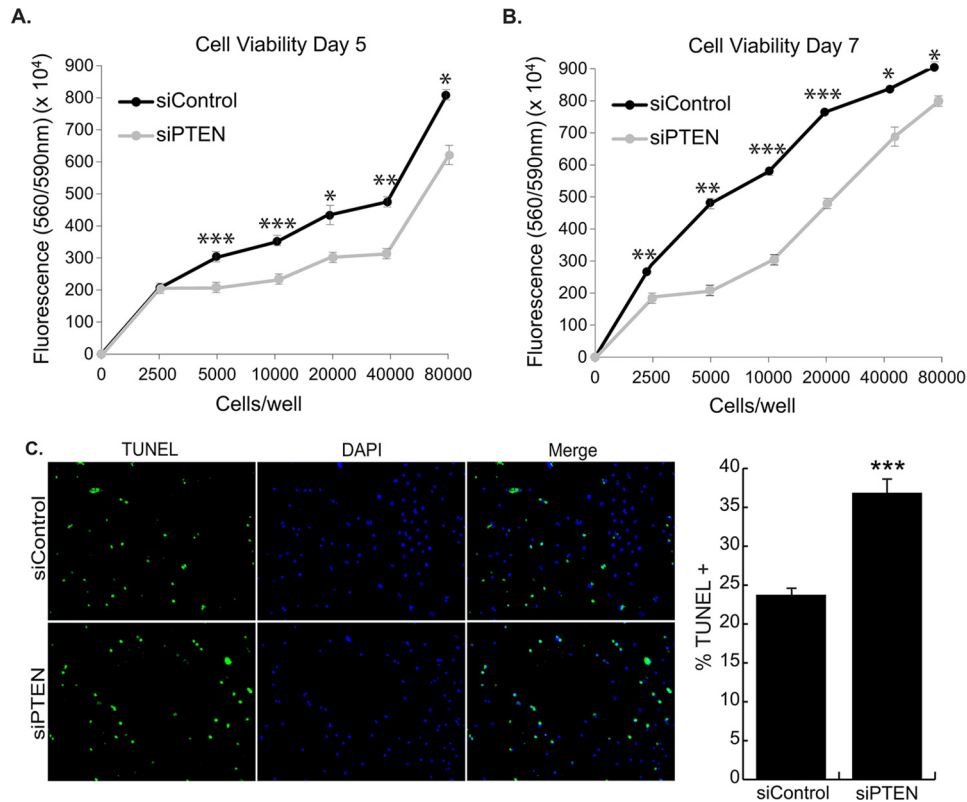 A.
Cell Viability Day 5
Fluorescence (560/590nm) (x 10⁴)
900
800
700
600
500
400
300
200
100
0
siControl
siPTEN
***
***
*
**
*
0 2500 5000 10000 20000 40000 80000
Cells/well
B.
Cell Viability Day 7
Fluorescence (560/590nm) (x 10⁴)
900
800
700
600
500
400
300
200
100
0
siControl
siPTEN
**
**
***
***
*
*
0 2500 5000 10000 20000 40000 80000
Cells/well
C.
TUNEL DAPI Merge
siControl
siPTEN
% TUNEL +
40
35
30
25
20
15
10
5
0
***
siControl siPTEN